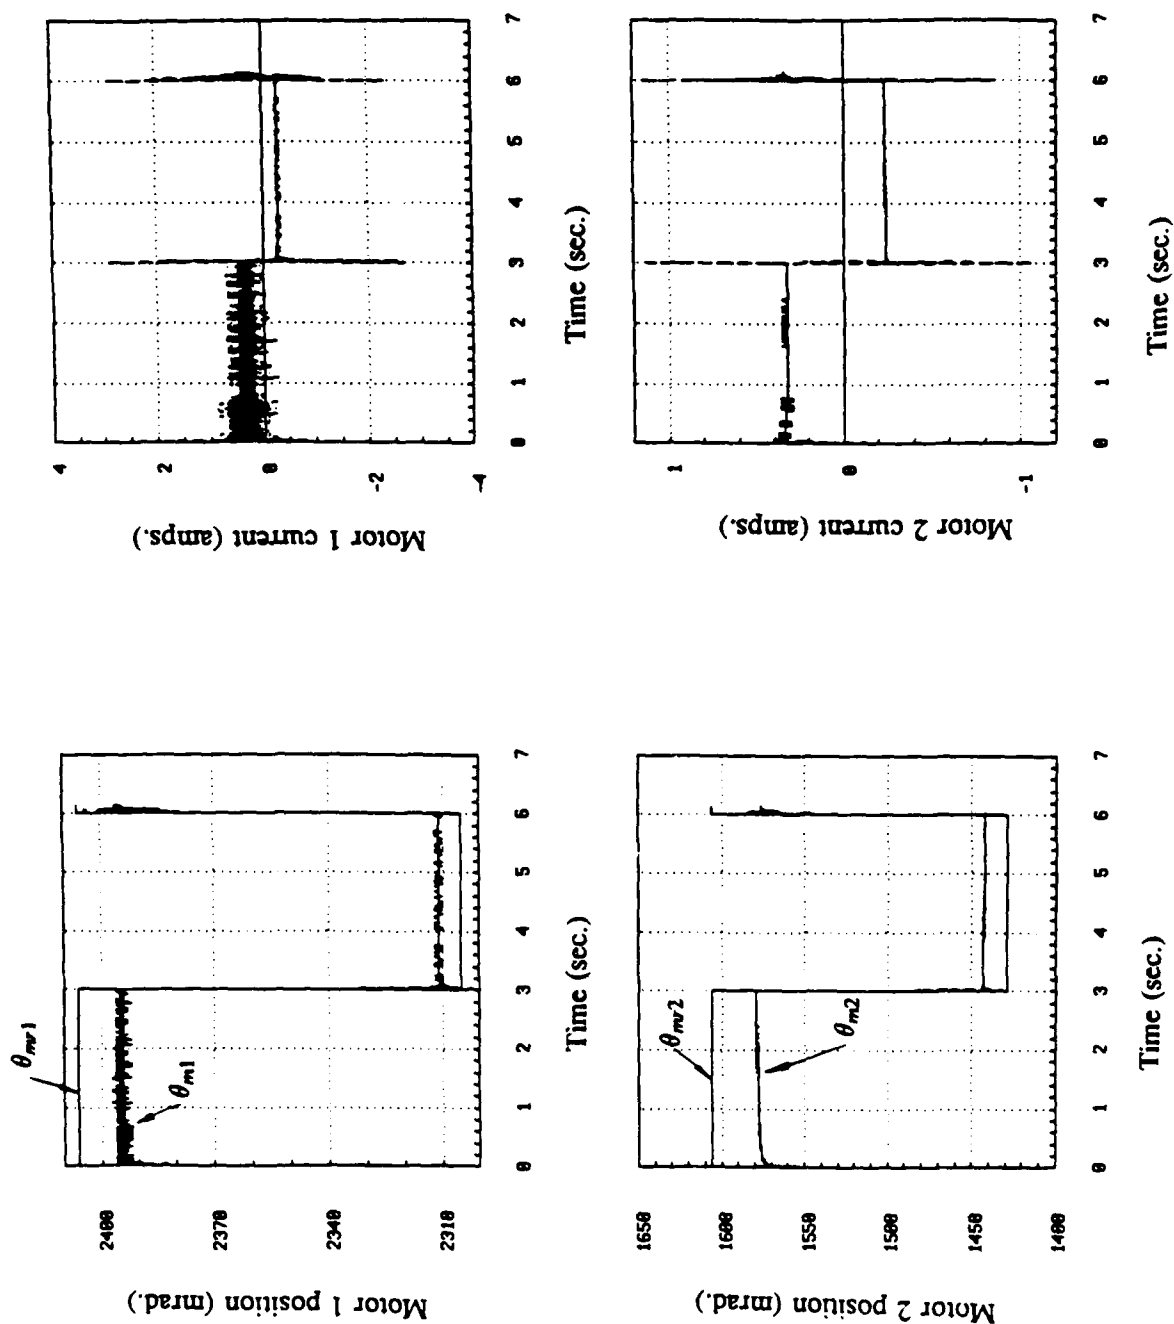 4
2
0
-2
-4
0 1 2 3 4 5 6 7
Time (sec.)
Motor 1 current (amps.)
1
0
-1
0 1 2 3 4 5 6 7
Time (sec.)
Motor 2 current (amps.)
θmr1
θm1
2400
2370
2340
2310
0 1 2 3 4 5 6 7
Time (sec.)
Motor 1 position (mrad.)
θmr2
θm2
1650
1600
1550
1500
1450
1400
0 1 2 3 4 5 6 7
Time (sec.)
Motor 2 position (mrad.)